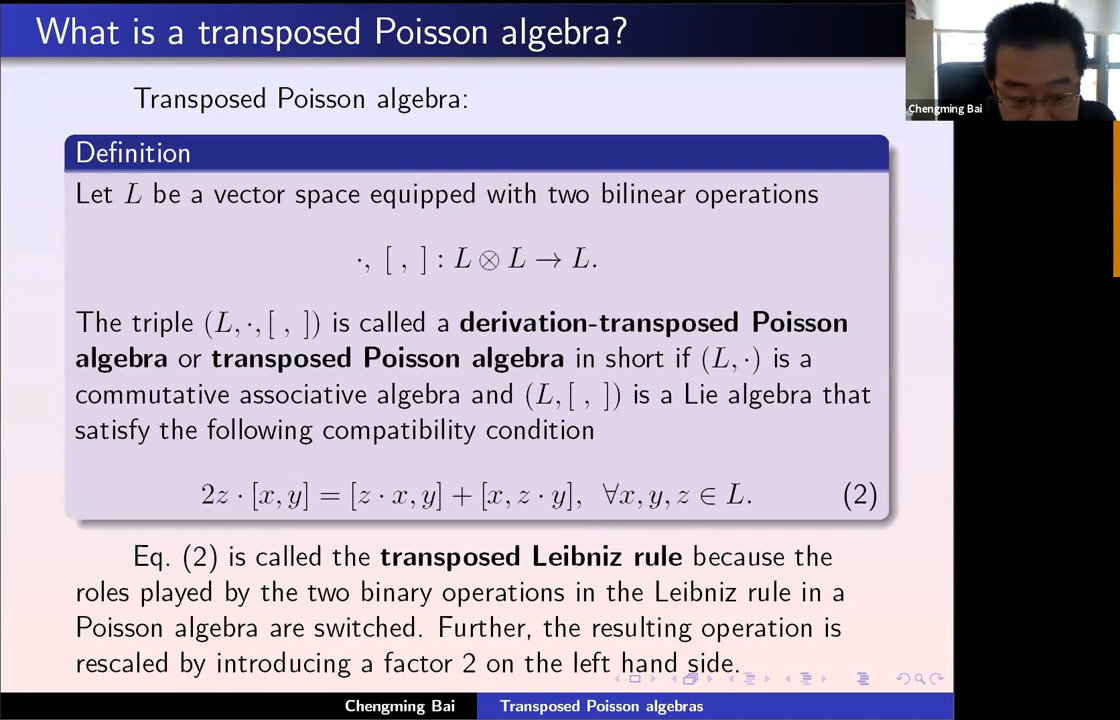 What is a transposed Poisson algebra?
Chengming Bai
Transposed Poisson algebra:
Definition
Let L be a vector space equipped with two bilinear operations
·, [ , ] : L ⊗ L → L.
The triple (L, ·, [ , ]) is called a derivation-transposed Poisson
algebra or transposed Poisson algebra in short if (L, ·) is a
commutative associative algebra and (L, [ , ]) is a Lie algebra that
satisfy the following compatibility condition
2z · [x, y] = [z · x, y] + [x, z · y], ∀x, y, z ∈ L. (2)
Eq. (2) is called the transposed Leibniz rule because the
roles played by the two binary operations in the Leibniz rule in a
Poisson algebra are switched. Further, the resulting operation is
rescaled by introducing a factor 2 on the left hand side.
Chengming Bai
Transposed Poisson algebras